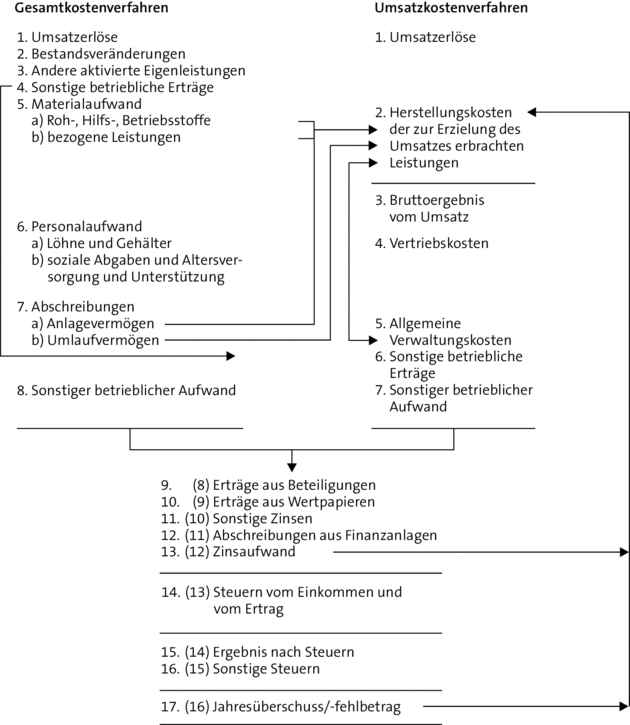 Gesamtkostenverfahren
1. Umsatzerlöse
2. Bestandsveränderungen
3. Andere aktivierte Eigenleistungen
4. Sonstige betriebliche Erträge
5. Materialaufwand
a) Roh-, Hilfs-, Betriebsstoffe
b) bezogene Leistungen
6. Personalaufwand
a) Löhne und Gehälter
b) soziale Abgaben und Altersver-
sorgung und Unterstützung
7. Abschreibungen
a) Anlagevermögen
b) Umlaufvermögen
8. Sonstiger betrieblicher Aufwand
Umsatzkostenverfahren
1. Umsatzerlöse
2. Herstellungskosten
der zur Erzielung des
Umsatzes erbrachten
Leistungen
3. Bruttoergebnis
vom Umsatz
4. Vertriebskosten
5. Allgemeine
Verwaltungskosten
6. Sonstige betriebliche
Erträge
7. Sonstiger betrieblicher
Aufwand
9. (8) Erträge aus Beteiligungen
10. (9) Erträge aus Wertpapieren
11. (10) Sonstige Zinsen
12. (11) Abschreibungen aus Finanzanlagen
13. (12) Zinsaufwand
14. (13) Steuern vom Einkommen und
vom Ertrag
15. (14) Ergebnis nach Steuern
16. (15) Sonstige Steuern
17. (16) Jahresüberschuss/-fehlbetrag